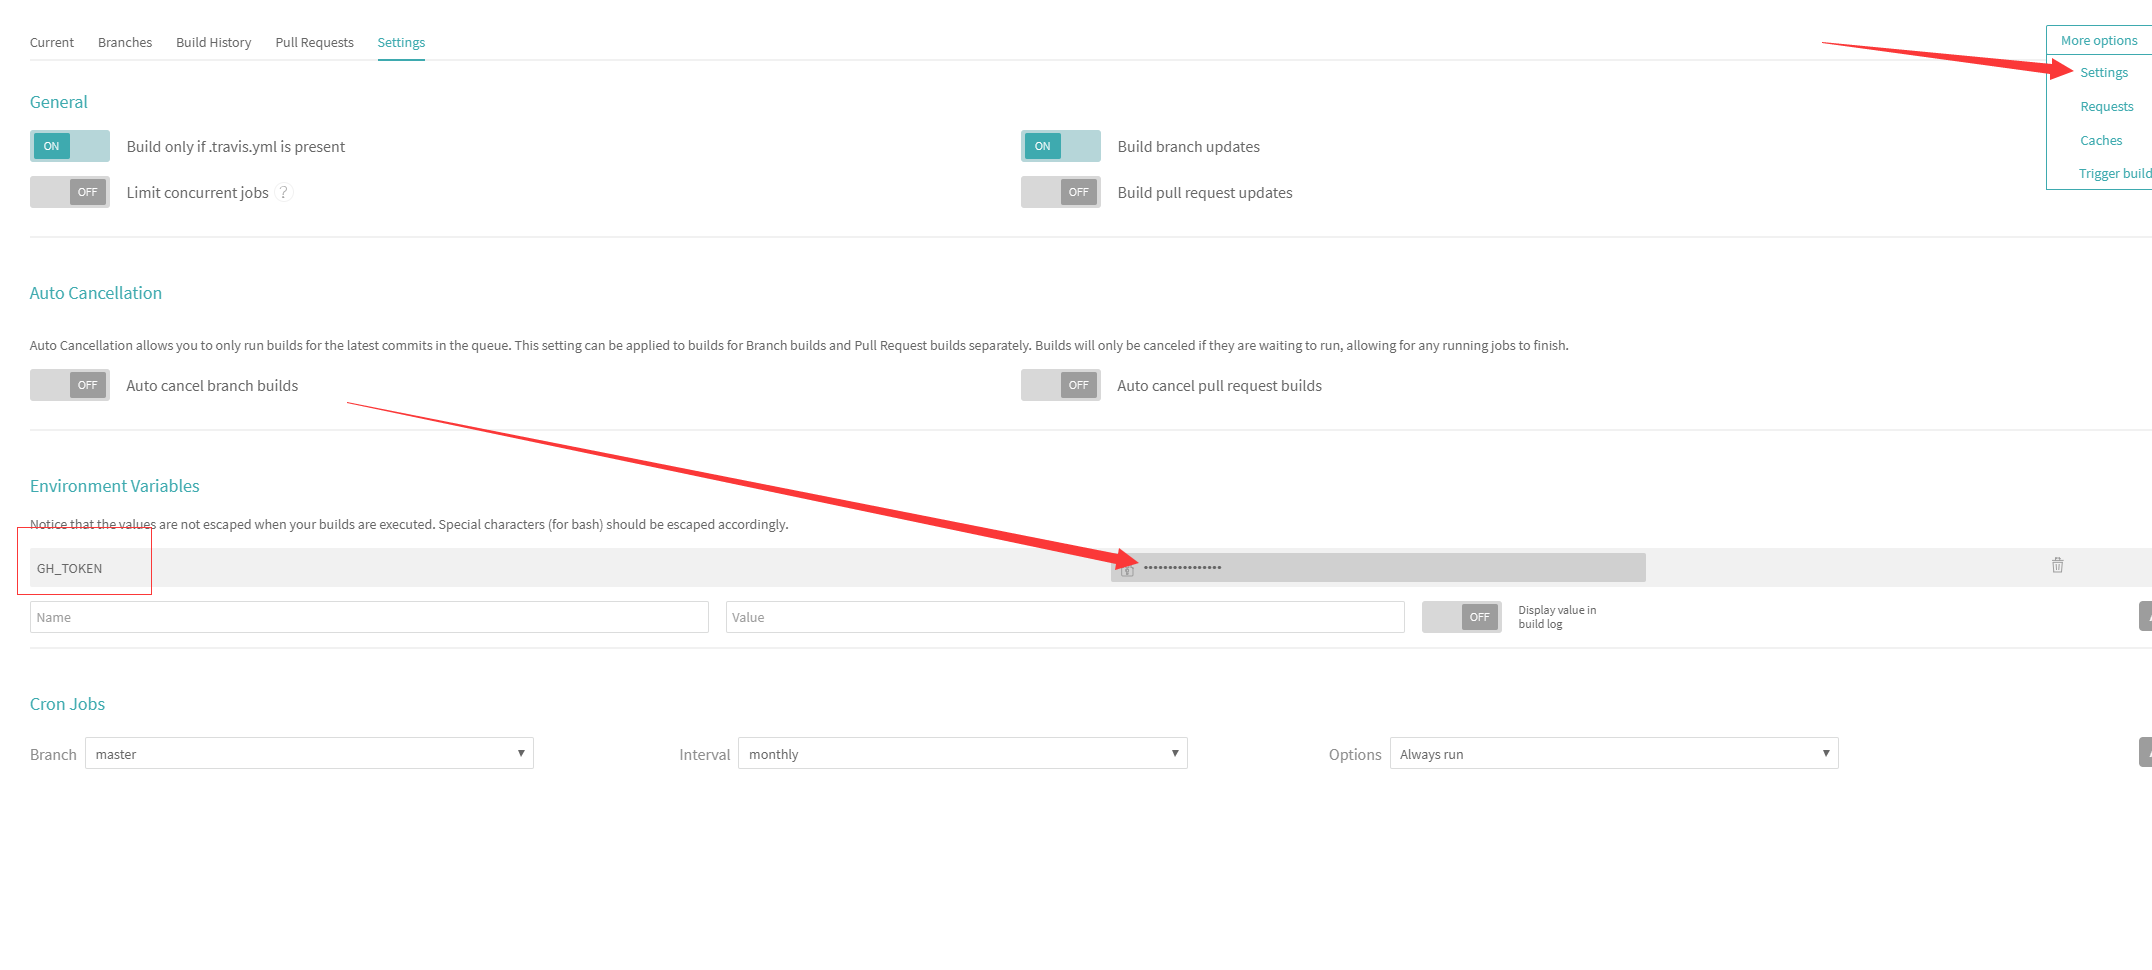 Current Branches Build History Pull Requests Settings
More options
Settings
Requests
Caches
Trigger build
General
ON Build only if .travis.yml is present
ON Build branch updates
OFF Limit concurrent jobs ?
OFF Build pull request updates
Auto Cancellation
Auto Cancellation allows you to only run builds for the latest commits in the queue. This setting can be applied to builds for Branch builds and Pull Request builds separately. Builds will only be canceled if they are waiting to run, allowing for any running jobs to finish.
OFF Auto cancel branch builds
OFF Auto cancel pull request builds
Environment Variables
Notice that the values are not escaped when your builds are executed. Special characters (for bash) should be escaped accordingly.
GH_TOKEN ••••••••••••••••
Name Value OFF Display value in
build log
Cron Jobs
Branch master ▼ Interval monthly ▼ Options Always run ▼